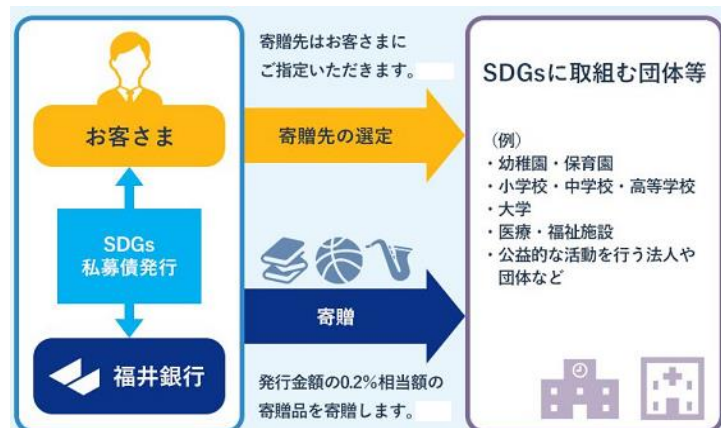 寄贈先はお客さまに
ご指定いただきます。
お客さま
寄贈先の選定
SDGs
私募債発行
寄贈
福井銀行
発行金額の0.2%相当額の
寄贈品を寄贈します。
SDGsに取組む団体等
（例）
・幼稚園・保育園
・小学校・中学校・高等学校
・大学
・医療・福祉施設
・公益的な活動を行う法人や
団体など